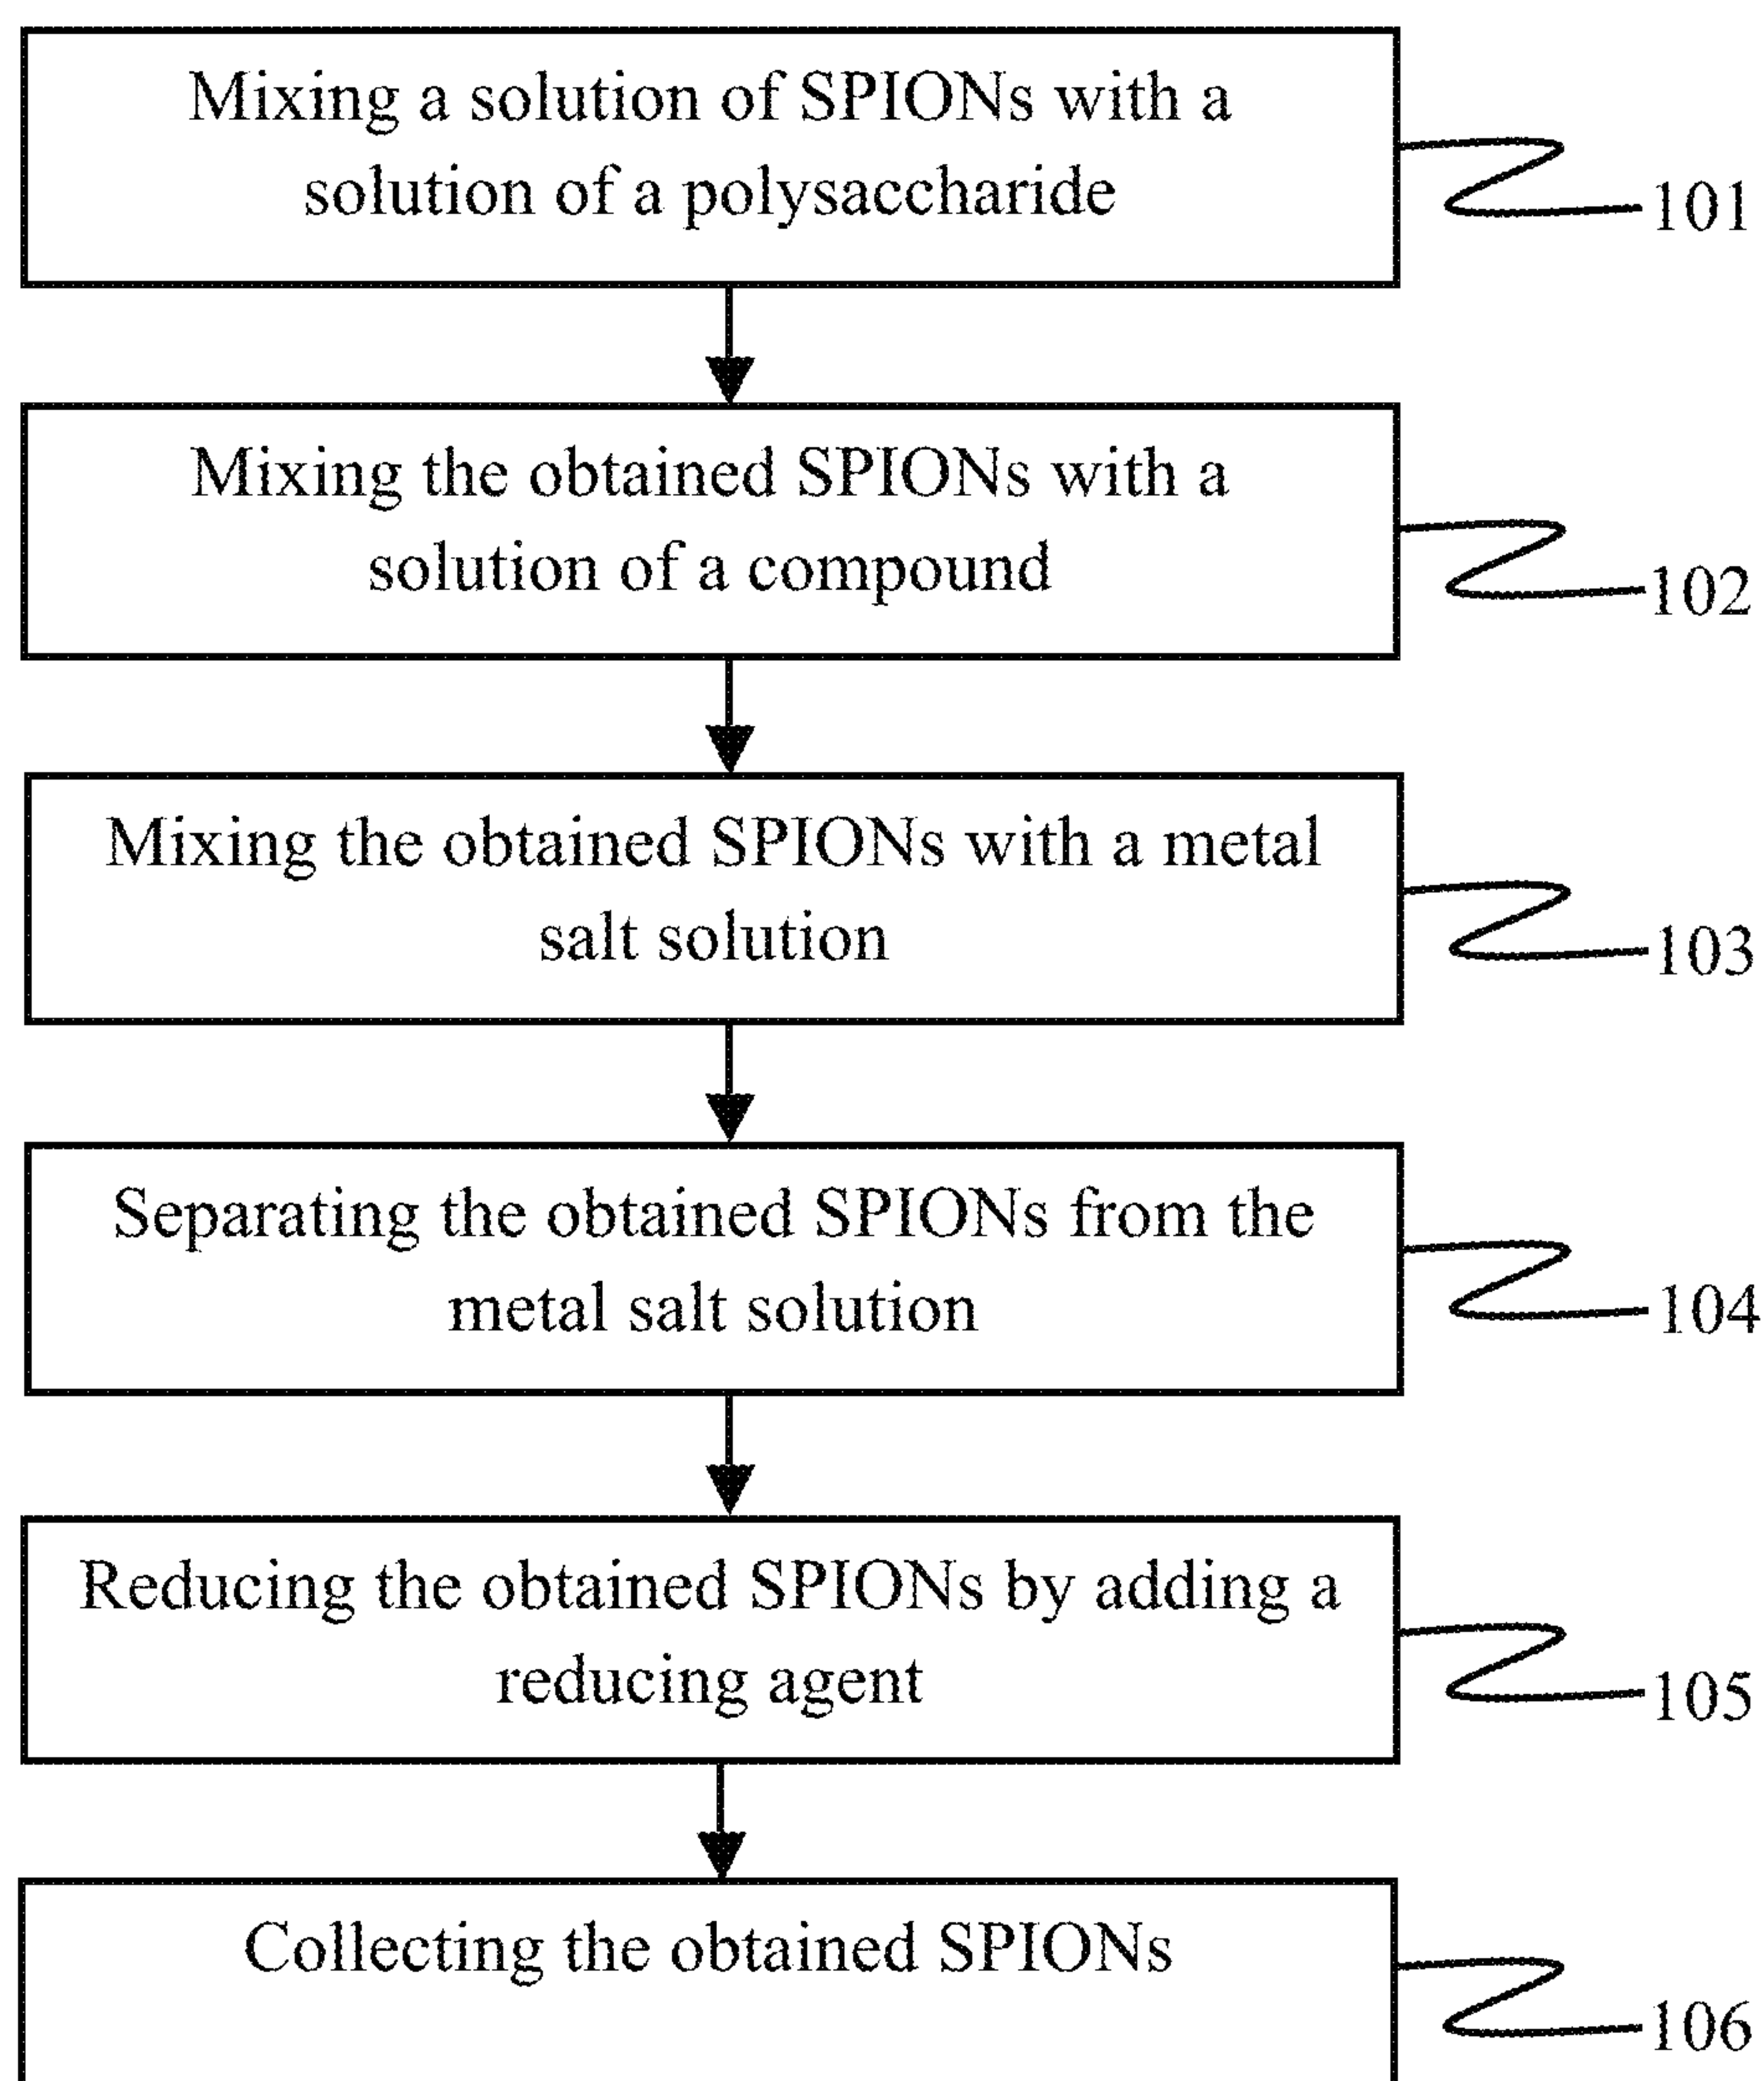 Mixing a solution of SPIONs with a
solution of a polysaccharide
101
Mixing the obtained SPIONs with a
solution of a compound
102
Mixing the obtained SPIONs with a metal
salt solution
103
Separating the obtained SPIONs from the
metal salt solution
104
Reducing the obtained SPIONs by adding a
reducing agent
105
Collecting the obtained SPIONs
106